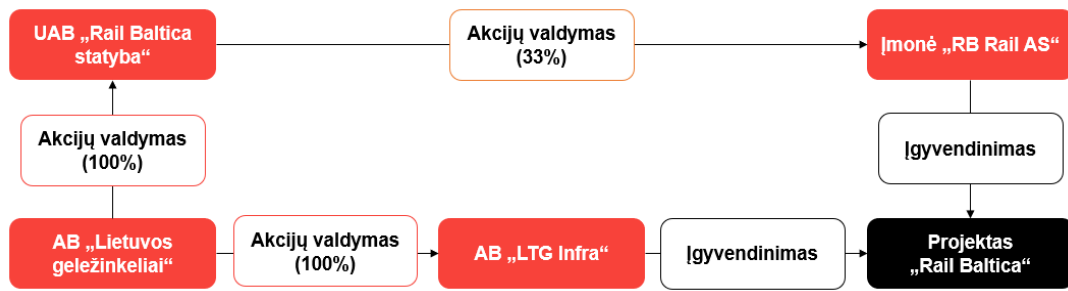 UAB „Rail Baltica
statyba“
Akcijų valdymas
(33%)
Įmonė „RB Rail AS“
Akcijų valdymas
(100%)
Įgyvendinimas
AB „Lietuvos
geležinkeliai“
Akcijų valdymas
(100%)
AB „LTG Infra“
Įgyvendinimas
Projektas
„Rail Baltica“